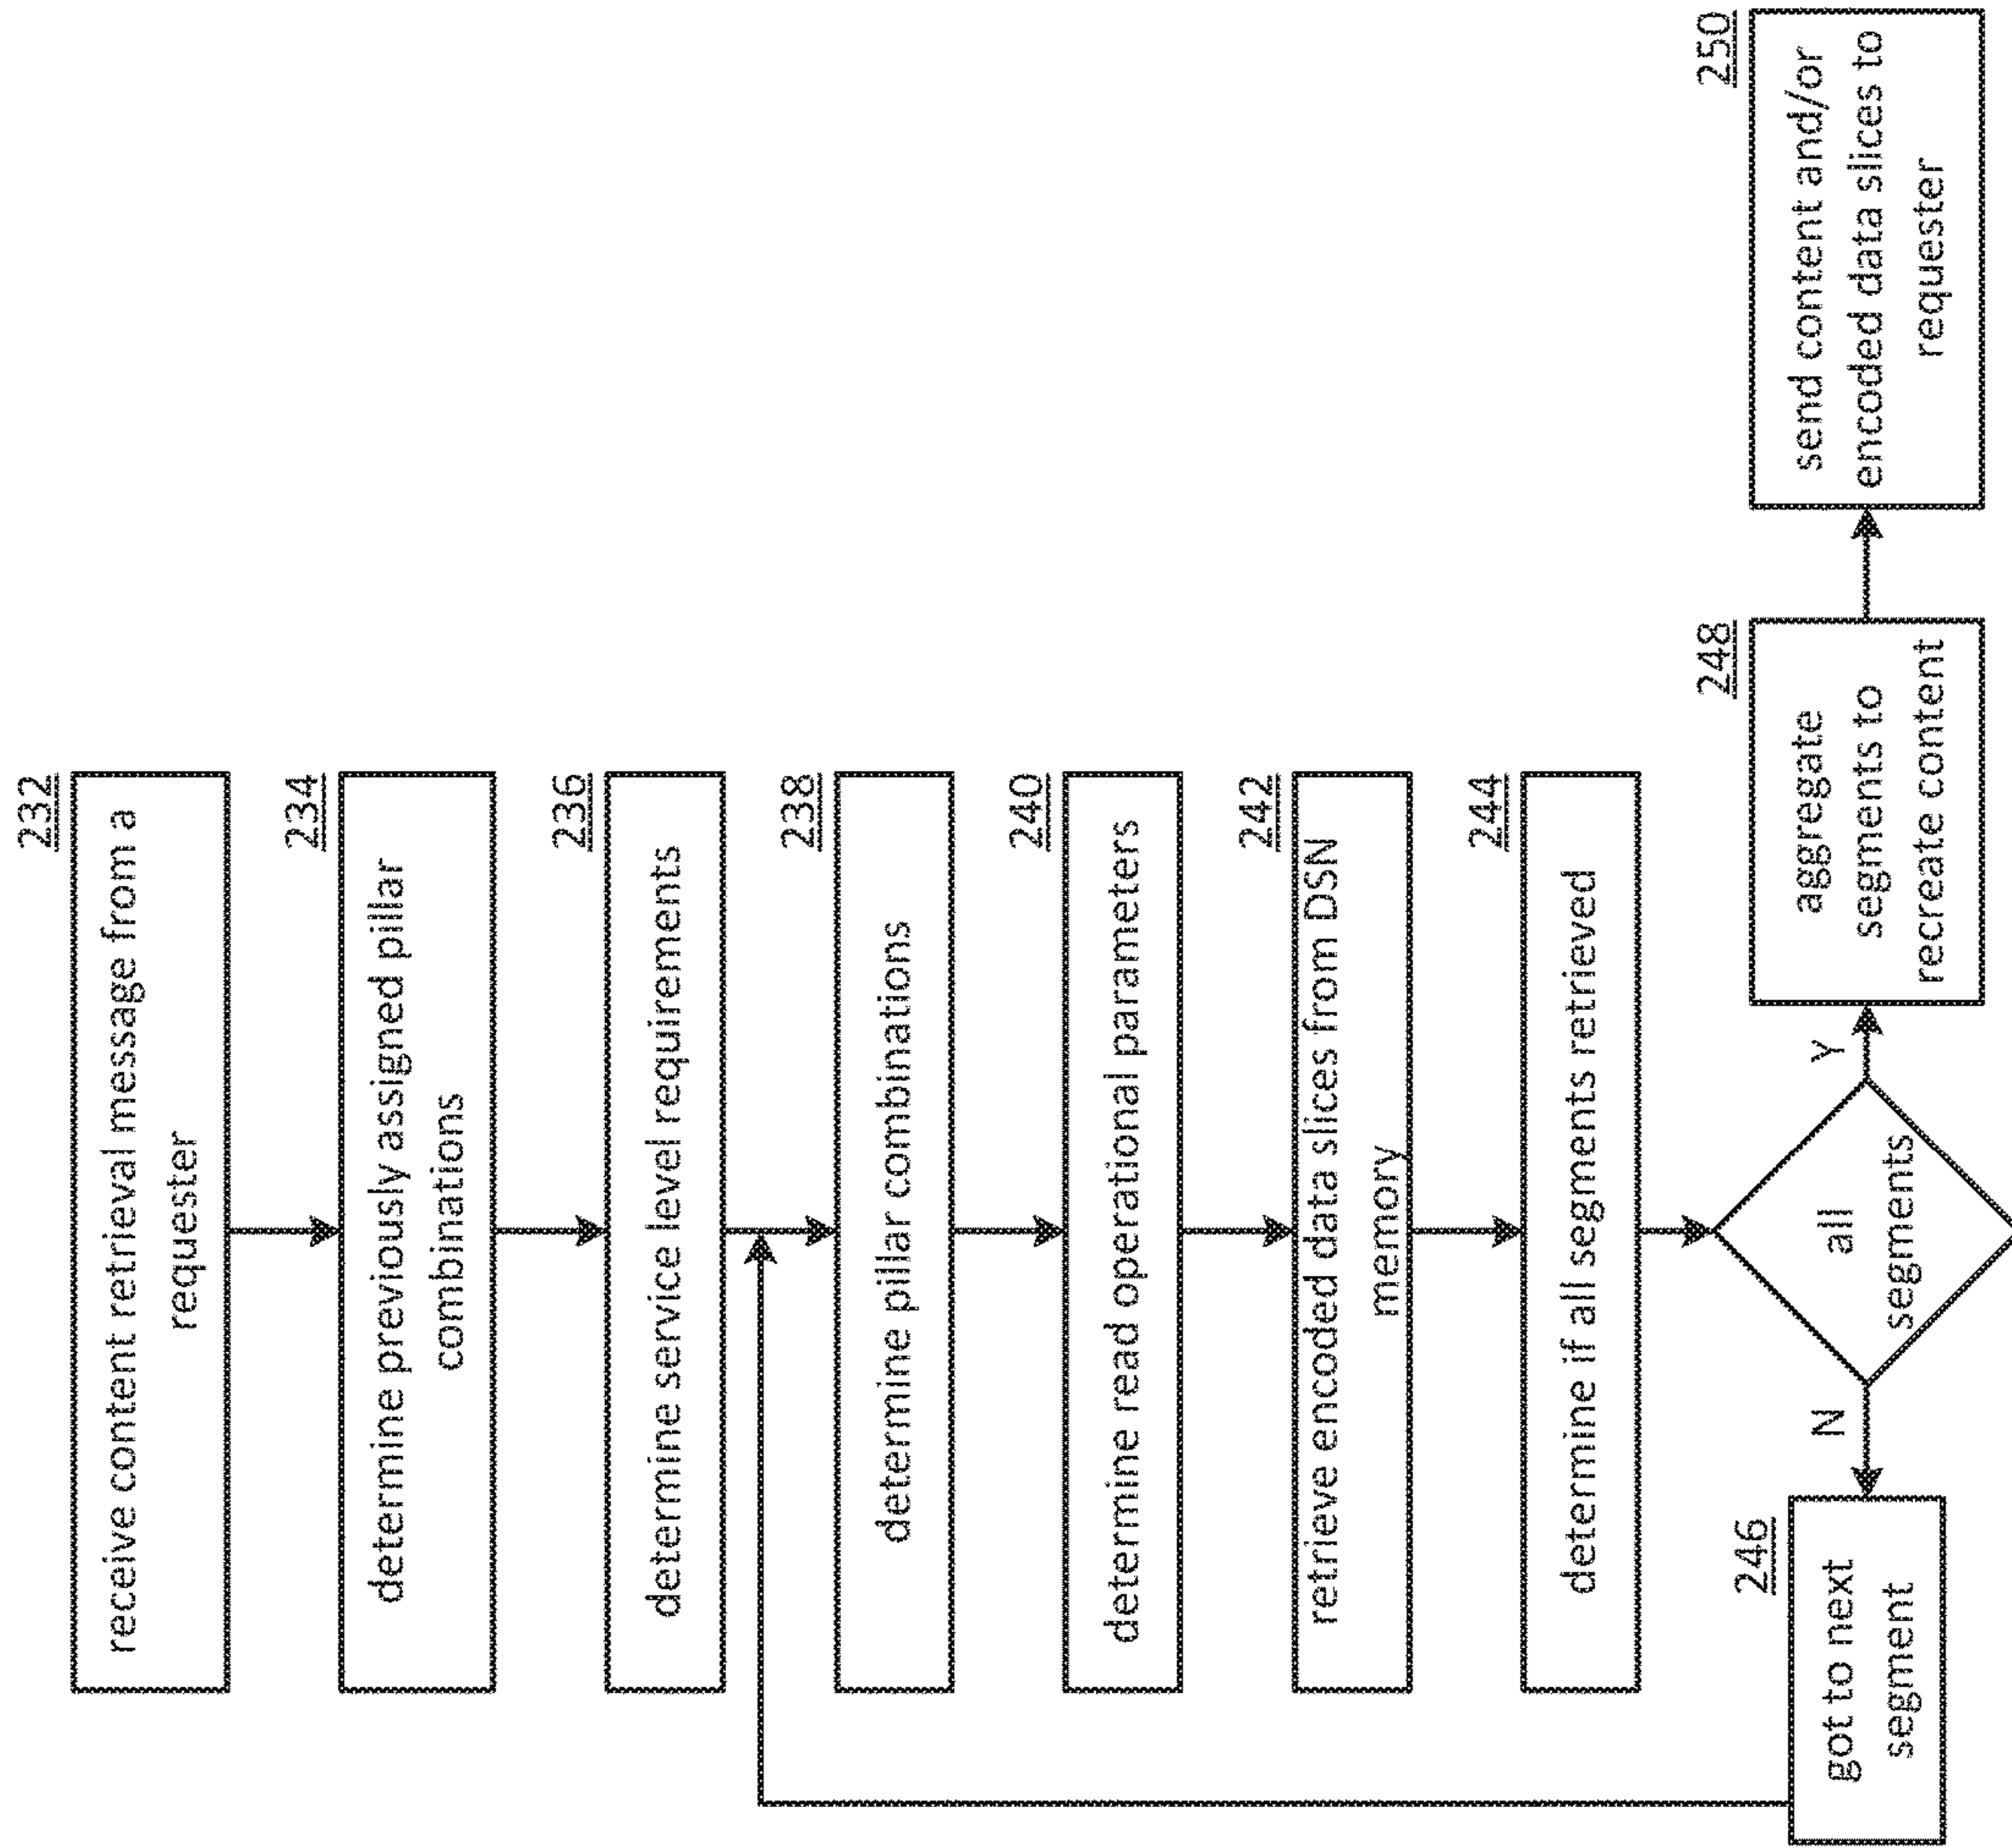 232
receive content retrieval message from a
requester
234
determine previously assigned pillar
combinations
236
determine service level requirements
238
determine pillar combinations
240
determine read operational parameters
242
retrieve encoded data slices from DSN
memory
244
determine if all segments retrieved
all
segments
N
Y
246
got to next
segment
248
aggregate
segments to
recreate content
250
send content and/or
encoded data slices to
requester